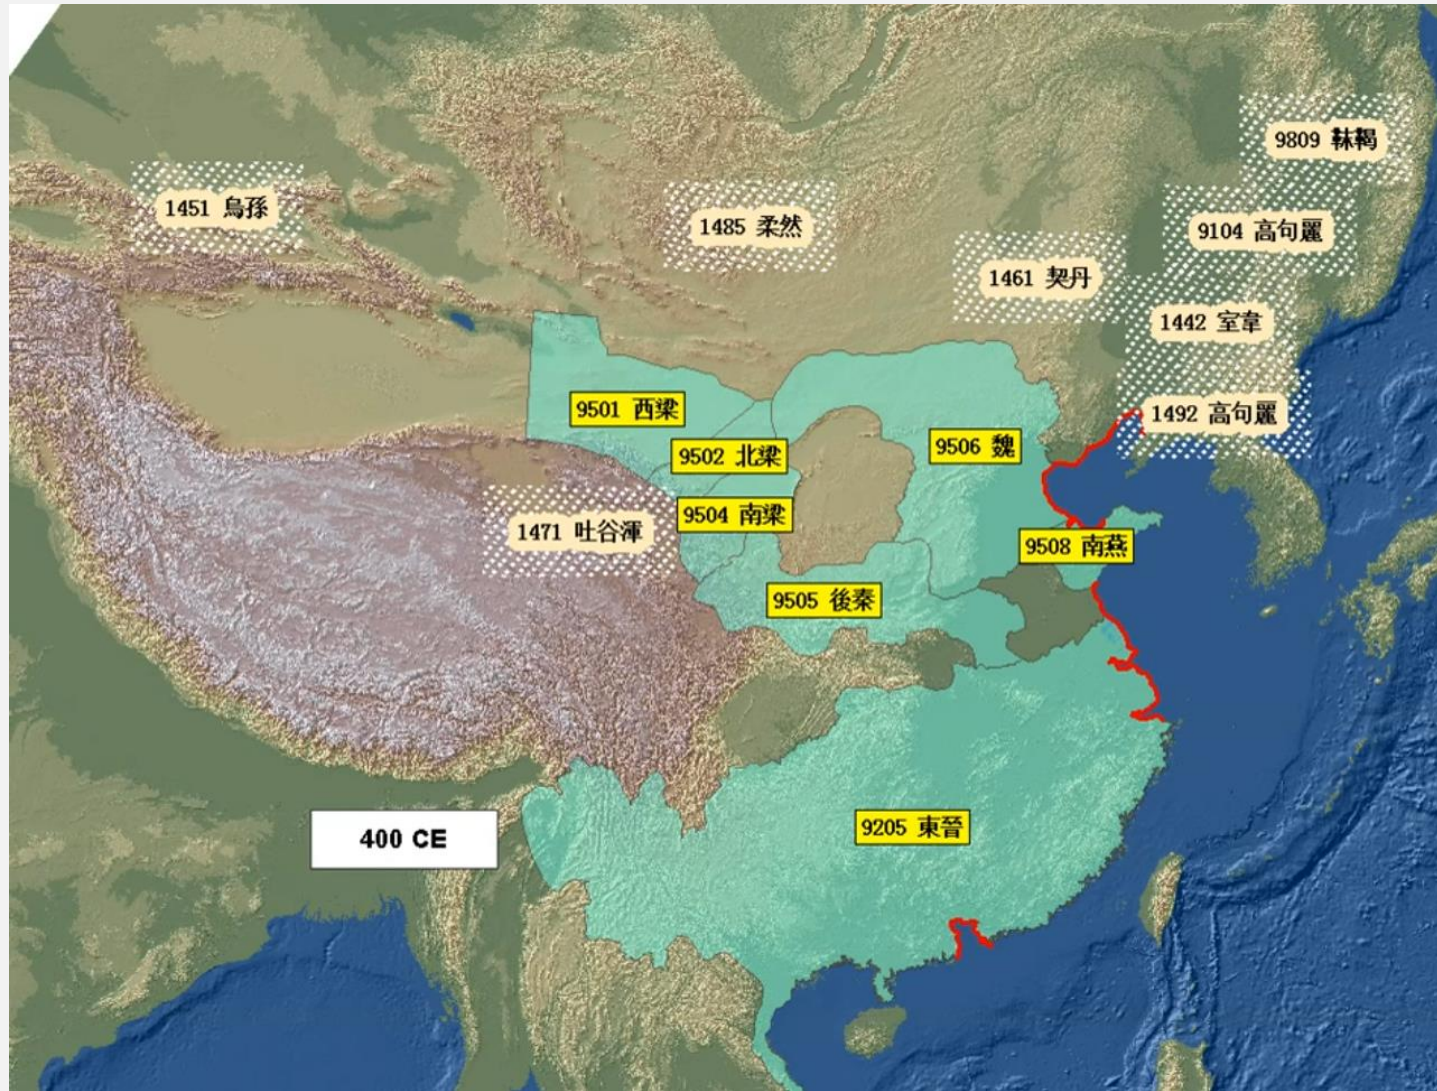 9809 靺鞨
1451 烏孫
1485 柔然
9104 高句麗
1461 契丹
1442 室韋
9501 西梁
1492 高句麗
9502 北梁
9506 魏
9504 南梁
1471 吐谷渾
9508 南燕
9505 後秦
400 CE
9205 東晉